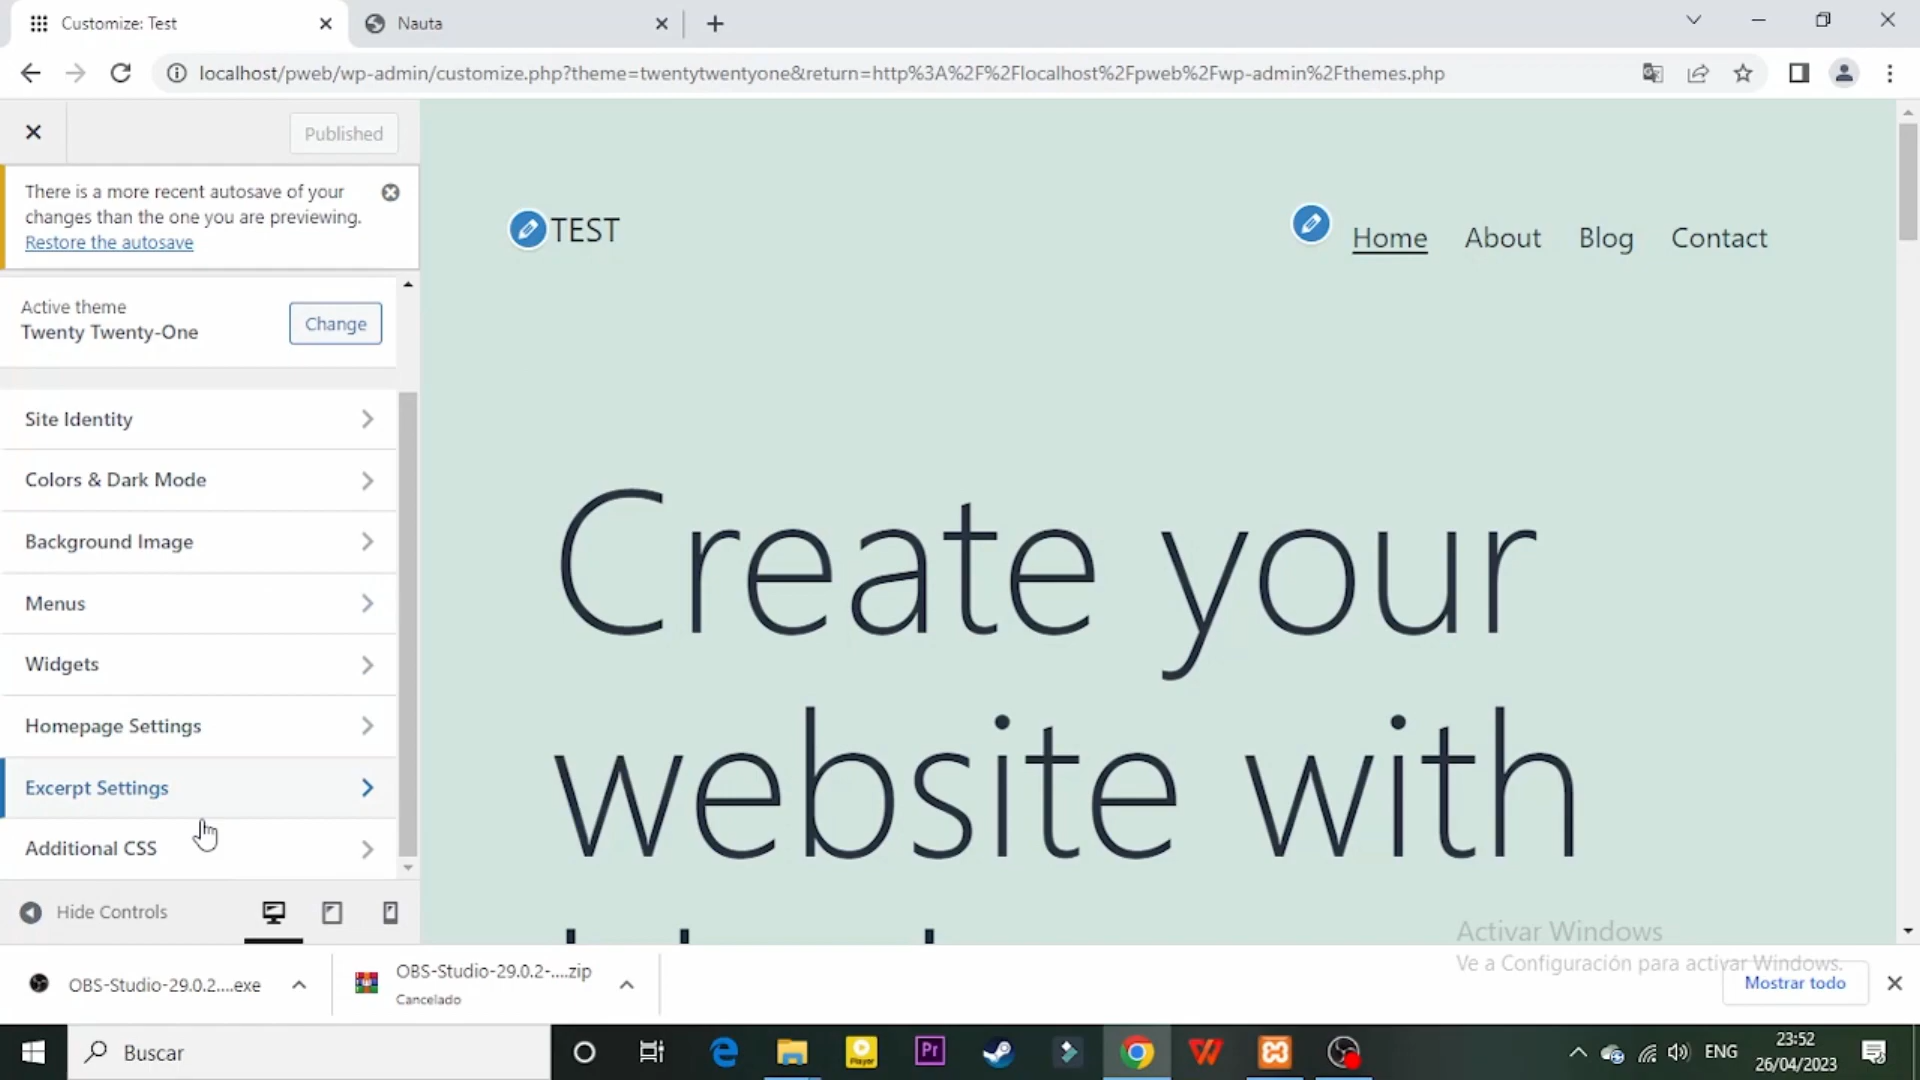 Customize: Test
Nauta
localhost/pweb/wp-admin/customize.php?theme=twentytwentyone&return=http%3A%2F%2Flocalhost%2Fpweb%2Fwp-admin%2Fthemes.php
Published
There is a more recent autosave of your
changes than the one you are previewing.
Restore the autosave
Active theme
Twenty Twenty-One
Change
Site Identity
Colors & Dark Mode
Background Image
Menus
Widgets
Homepage Settings
Excerpt Settings
Additional CSS
Hide Controls
TEST
Home About Blog Contact
Create your
website with
Activar Windows
Ve a Configuración para activar Windows.
OBS-Studio-29.0.2....exe
OBS-Studio-29.0.2-....zip
Cancelado
Mostrar todo
Buscar
Player
Pr
ENG
23:52
26/04/2023